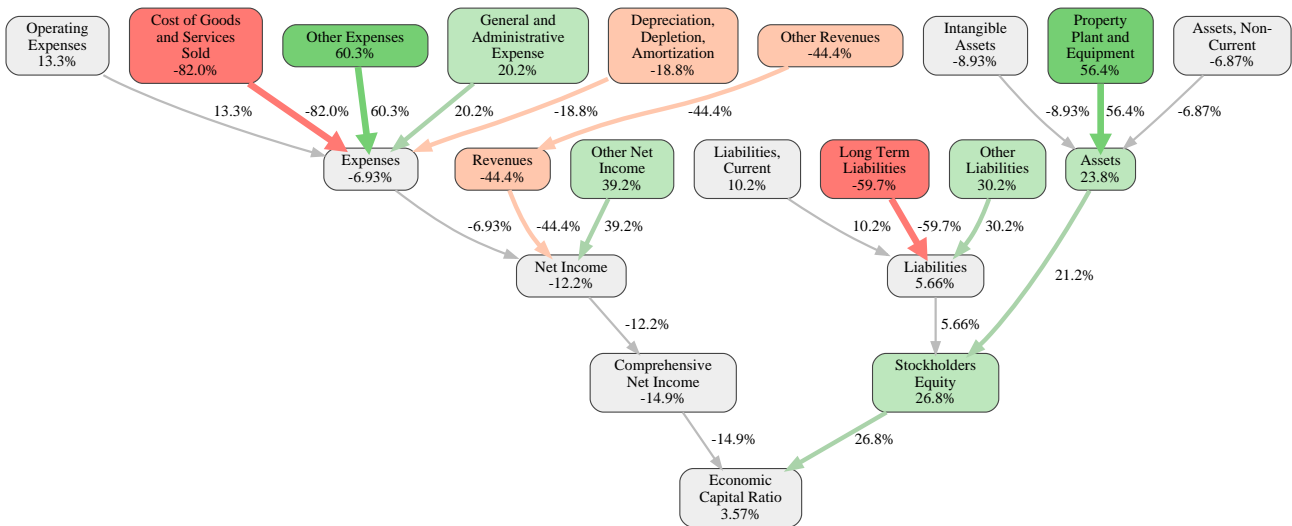 Operating
Expenses
13.3%
Cost of Goods
and Services
Sold
-82.0%
Other Expenses
60.3%
General and
Administrative
Expense
20.2%
Depreciation,
Depletion,
Amortization
-18.8%
Other Revenues
-44.4%
Intangible
Assets
-8.93%
Property
Plant and
Equipment
56.4%
Assets, Non-
Current
-6.87%
13.3%
-82.0%
60.3%
20.2%
-18.8%
-44.4%
-8.93%
56.4%
-6.87%
Expenses
-6.93%
Revenues
-44.4%
Other Net
Income
39.2%
Liabilities,
Current
10.2%
Long Term
Liabilities
-59.7%
Other
Liabilities
30.2%
Assets
23.8%
-6.93%
-44.4%
39.2%
10.2%
-59.7%
30.2%
21.2%
Net Income
-12.2%
Liabilities
5.66%
-12.2%
5.66%
Comprehensive
Net Income
-14.9%
Stockholders
Equity
26.8%
-14.9%
26.8%
Economic
Capital Ratio
3.57%